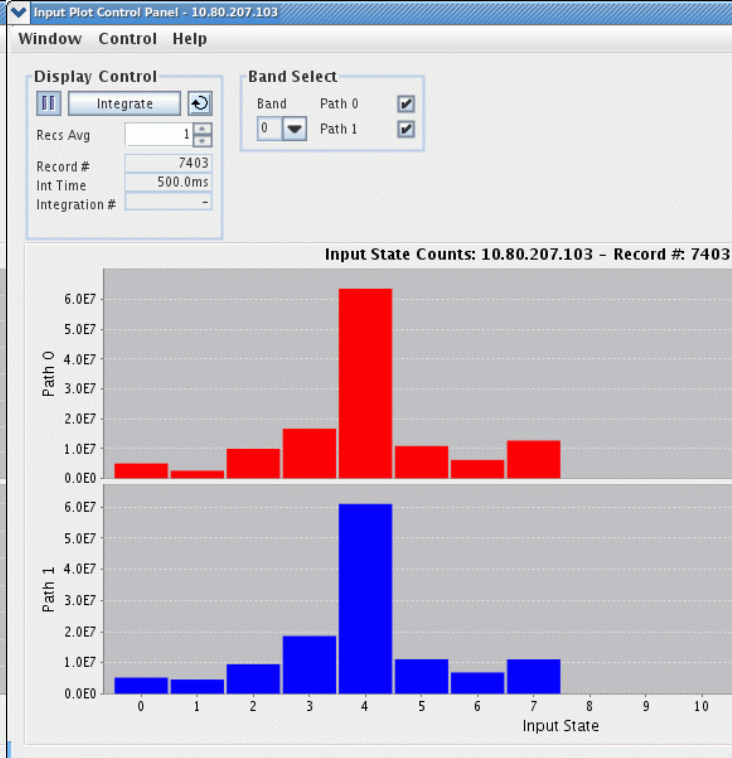 Input Plot Control Panel - 10.80.207.103
Window Control Help
Display Control
Integrate
Recs Avg 1
Record # 7403
Int Time 500.0ms
Integration # -
Band Select
Band Path 0
0 Path 1
Input State Counts: 10.80.207.103 - Record #: 7403
Path 0
6.0E7
5.0E7
4.0E7
3.0E7
2.0E7
1.0E7
0.0E0
Path 1
6.0E7
5.0E7
4.0E7
3.0E7
2.0E7
1.0E7
0.0E0
0 1 2 3 4 5 6 7 8 9 10
Input State